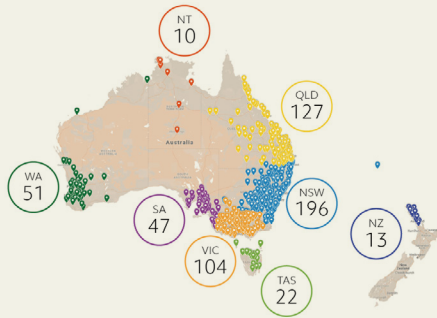 NT
10
QLD
127
Australia
WA
51
NSW
196
SA
47
NZ
13
VIC
104
TAS
22